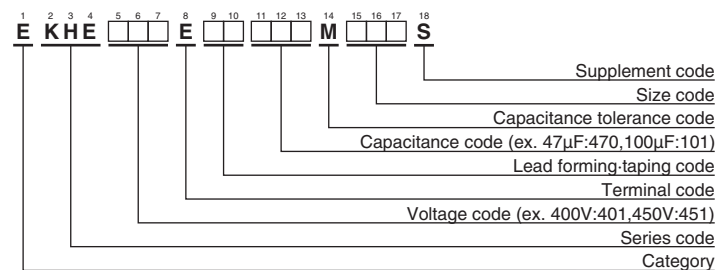 1 2 3 4 5 6 7 8 9 10 11 12 13 14 15 16 17 18
E KHE E M S
Supplement code
Size code
Capacitance tolerance code
Capacitance code (ex. 47μF:470,100μF:101)
Lead forming·taping code
Terminal code
Voltage code (ex. 400V:401,450V:451)
Series code
Category